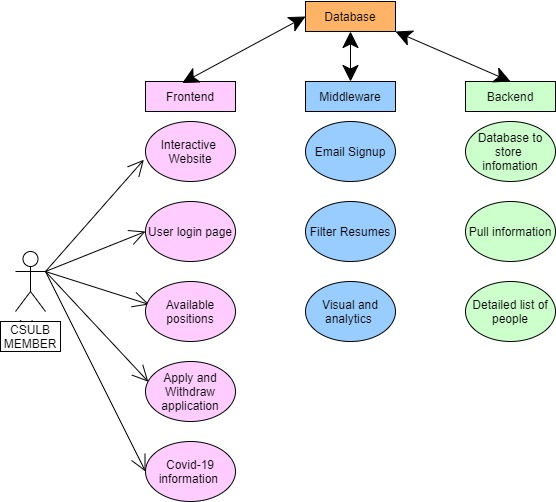 Database
Frontend
Middleware
Backend
Interactive
Website
Email Signup
Database to
store
infomation
User login page
Filter Resumes
Pull information
CSULB
MEMBER
Available
positions
Visual and
analytics
Detailed list of
people
Apply and
Withdraw
application
Covid-19
information